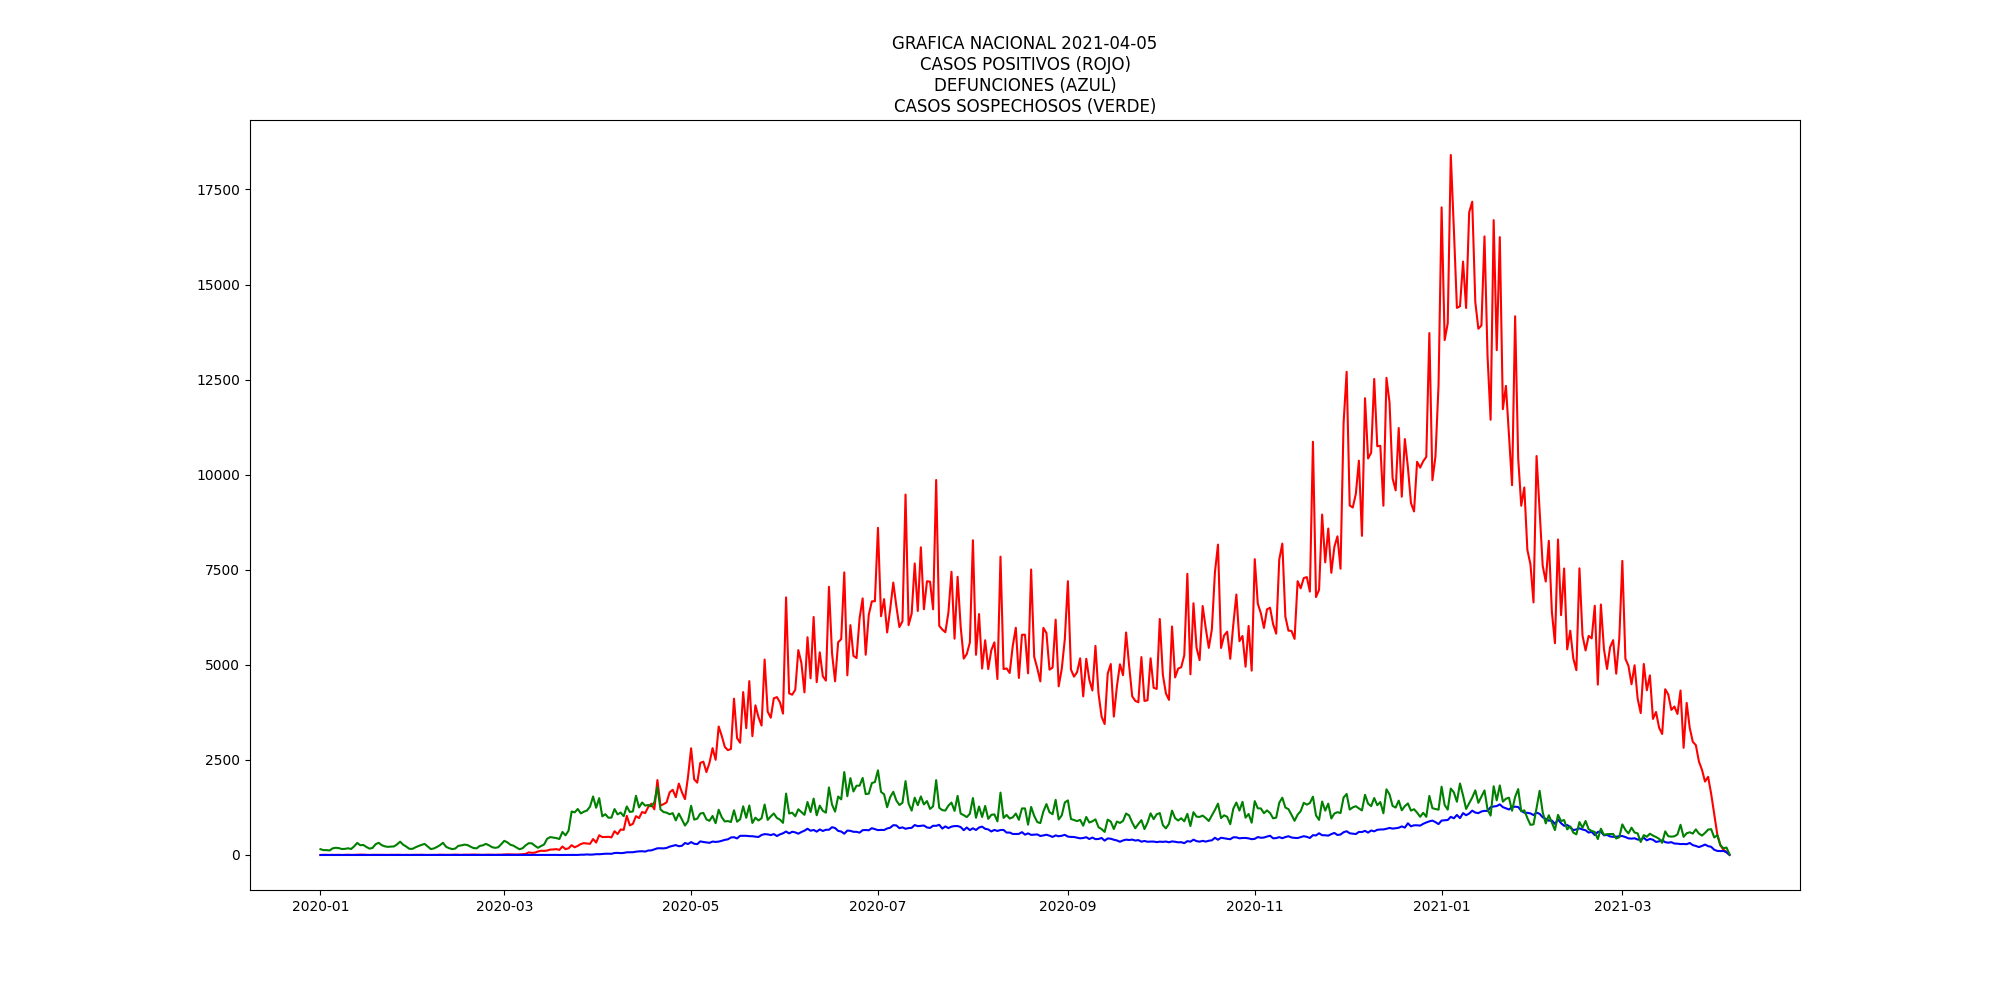 GRAFICA NACIONAL 2021-04-05
CASOS POSITIVOS (ROJO)
DEFUNCIONES (AZUL)
CASOS SOSPECHOSOS (VERDE)
17500
15000
12500
10000
7500
5000
2500
0
2020-01 2020-03 2020-05 2020-07 2020-09 2020-11 2021-01 2021-03